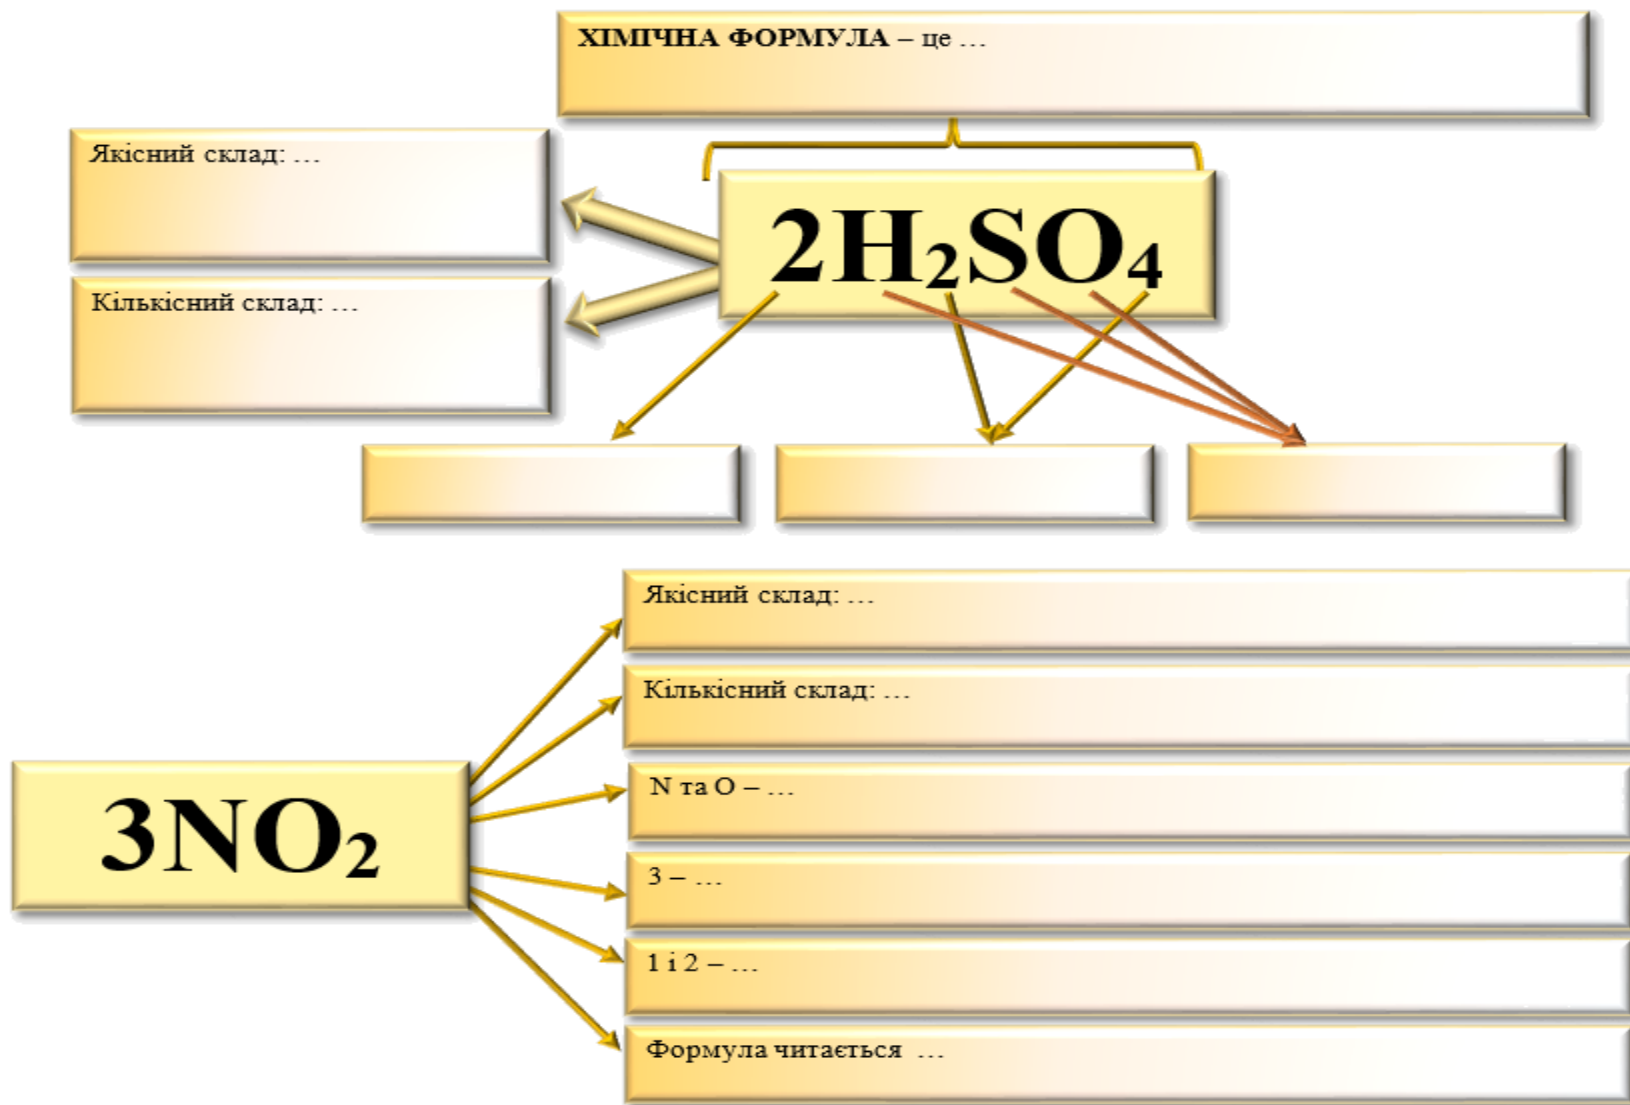 ХІМІЧНА ФОРМУЛА – це …
Якісний склад: …
Кількісний склад: …
2H₂SO₄
Якісний склад: …
Кількісний склад: …
N та O – …
3NO₂
3 – …
1 і 2 – …
Формула читається …